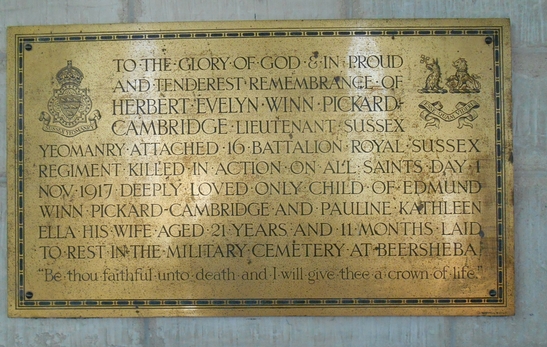 TO · THE · GLORY · OF · GOD · & · IN · PROUD
AND · TENDEREST · REMEMBRANCE · OF
HERBERT · EVELYN · WINN · PICKARD-
CAMBRIDGE · LIEUTENANT · SUSSEX
YEOMANRY · ATTACHED · 16 · BATTALION · ROYAL · SUSSEX
REGIMENT · KILLED · IN · ACTION · ON · ALL · SAINTS · DAY · 1
NOV · 1917 · DEEPLY · LOVED · ONLY · CHILD · OF · EDMUND
WINN · PICKARD-CAMBRIDGE · AND · PAULINE · KATHLEEN
ELLA · HIS · WIFE · AGED · 21 · YEARS · AND · 11 · MONTHS · LAID
TO · REST · IN · THE · MILITARY · CEMETERY · AT · BEERSHEBA
“Be · thou · faithful · unto · death · and · I · will · give · thee · a · crown · of · life.”